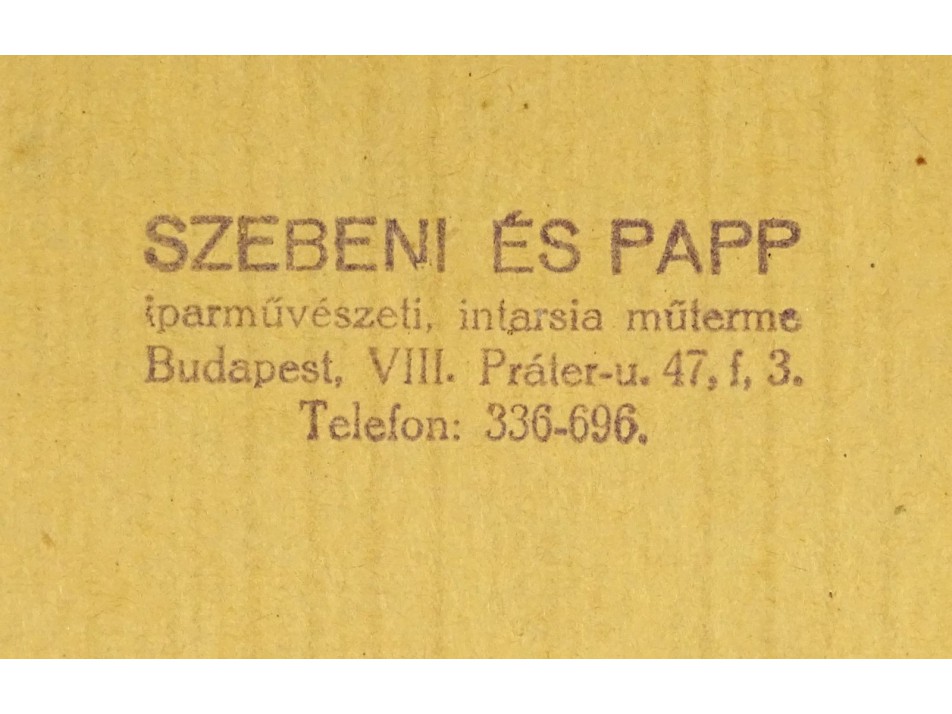 SZEBENI ÉS PAPP
iparművészeti, intarsia műterme
Budapest, VIII. Práter-u. 47, f, 3.
Telefon: 336-696.